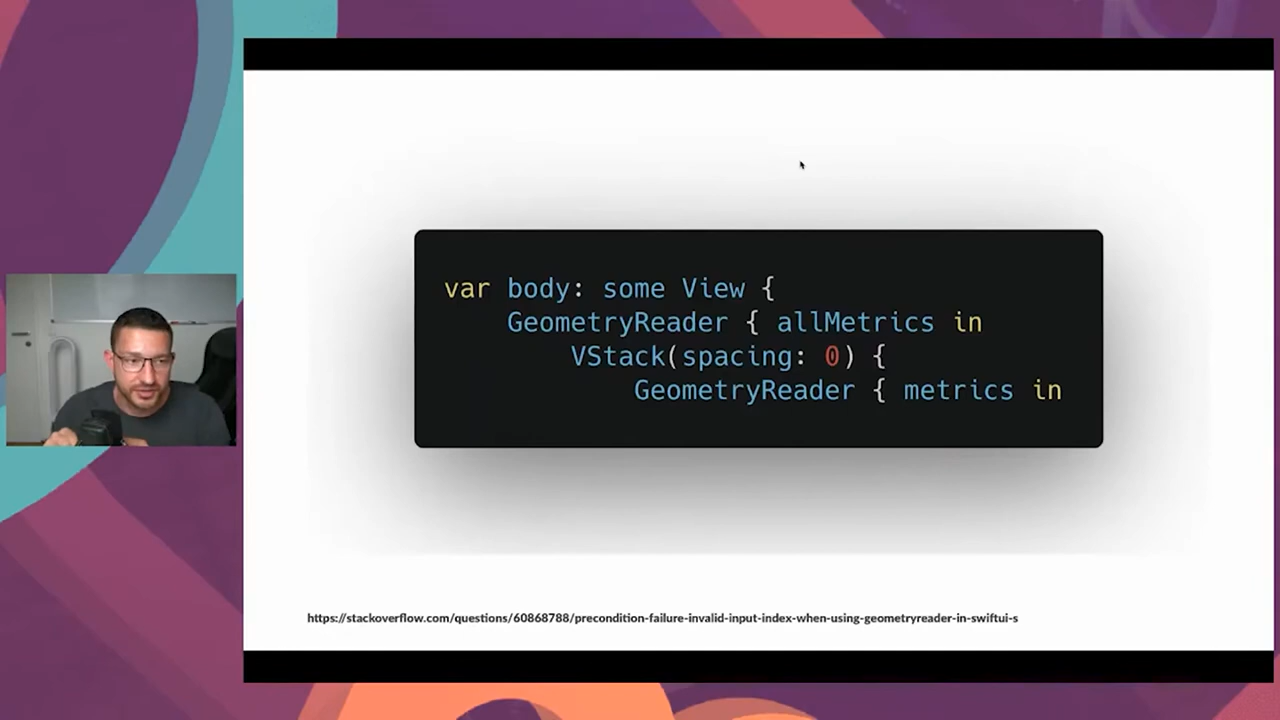 var body: some View {
GeometryReader { allMetrics in
VStack(spacing: 0) {
GeometryReader { metrics in
https://stackoverflow.com/questions/60868788/precondition-failure-invalid-input-index-when-using-geometryreader-in-swiftui-s